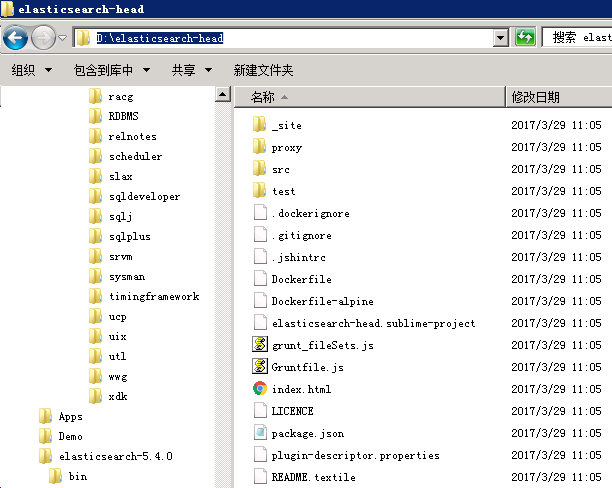 elasticsearch-head
D:\elasticsearch-head
搜索 elast
组织 包含到库中 共享 新建文件夹
racg
RDBMS
relnotes
scheduler
slax
sqldeveloper
sqlj
sqlplus
srvm
sysman
timingframework
ucp
uix
utl
wwg
xdk
Apps
Demo
elasticsearch-5.4.0
bin
名称 修改日期
_site 2017/3/29 11:05
proxy 2017/3/29 11:05
src 2017/3/29 11:05
test 2017/3/29 11:05
.dockerignore 2017/3/29 11:05
.gitignore 2017/3/29 11:05
.jshintrc 2017/3/29 11:05
Dockerfile 2017/3/29 11:05
Dockerfile-alpine 2017/3/29 11:05
elasticsearch-head.sublime-project 2017/3/29 11:05
grunt_fileSets.js 2017/3/29 11:05
Gruntfile.js 2017/3/29 11:05
index.html 2017/3/29 11:05
LICENCE 2017/3/29 11:05
package.json 2017/3/29 11:05
plugin-descriptor.properties 2017/3/29 11:05
README.textile 2017/3/29 11:05